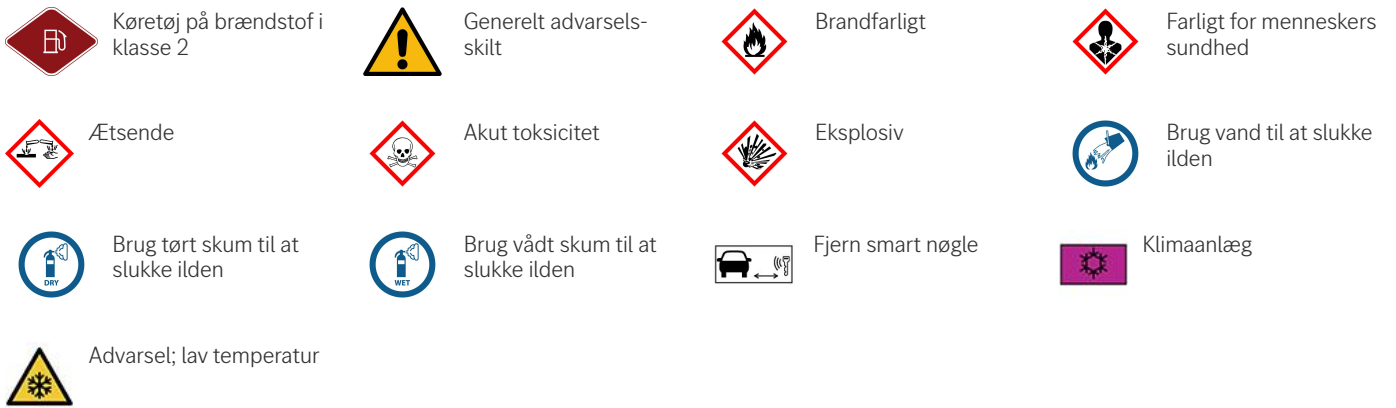 Køretøj på brændstof i
klasse 2
Generelt advarsels-
skilt
Brandfarligt
Farligt for menneskers
sundhed
Ætsende
Akut toksicitet
Eksplosiv
Brug vand til at slukke
ilden
DRY
Brug tørt skum til at
slukke ilden
WET
Brug vådt skum til at
slukke ilden
Fjern smart nøgle
Klimaanlæg
Advarsel; lav temperatur